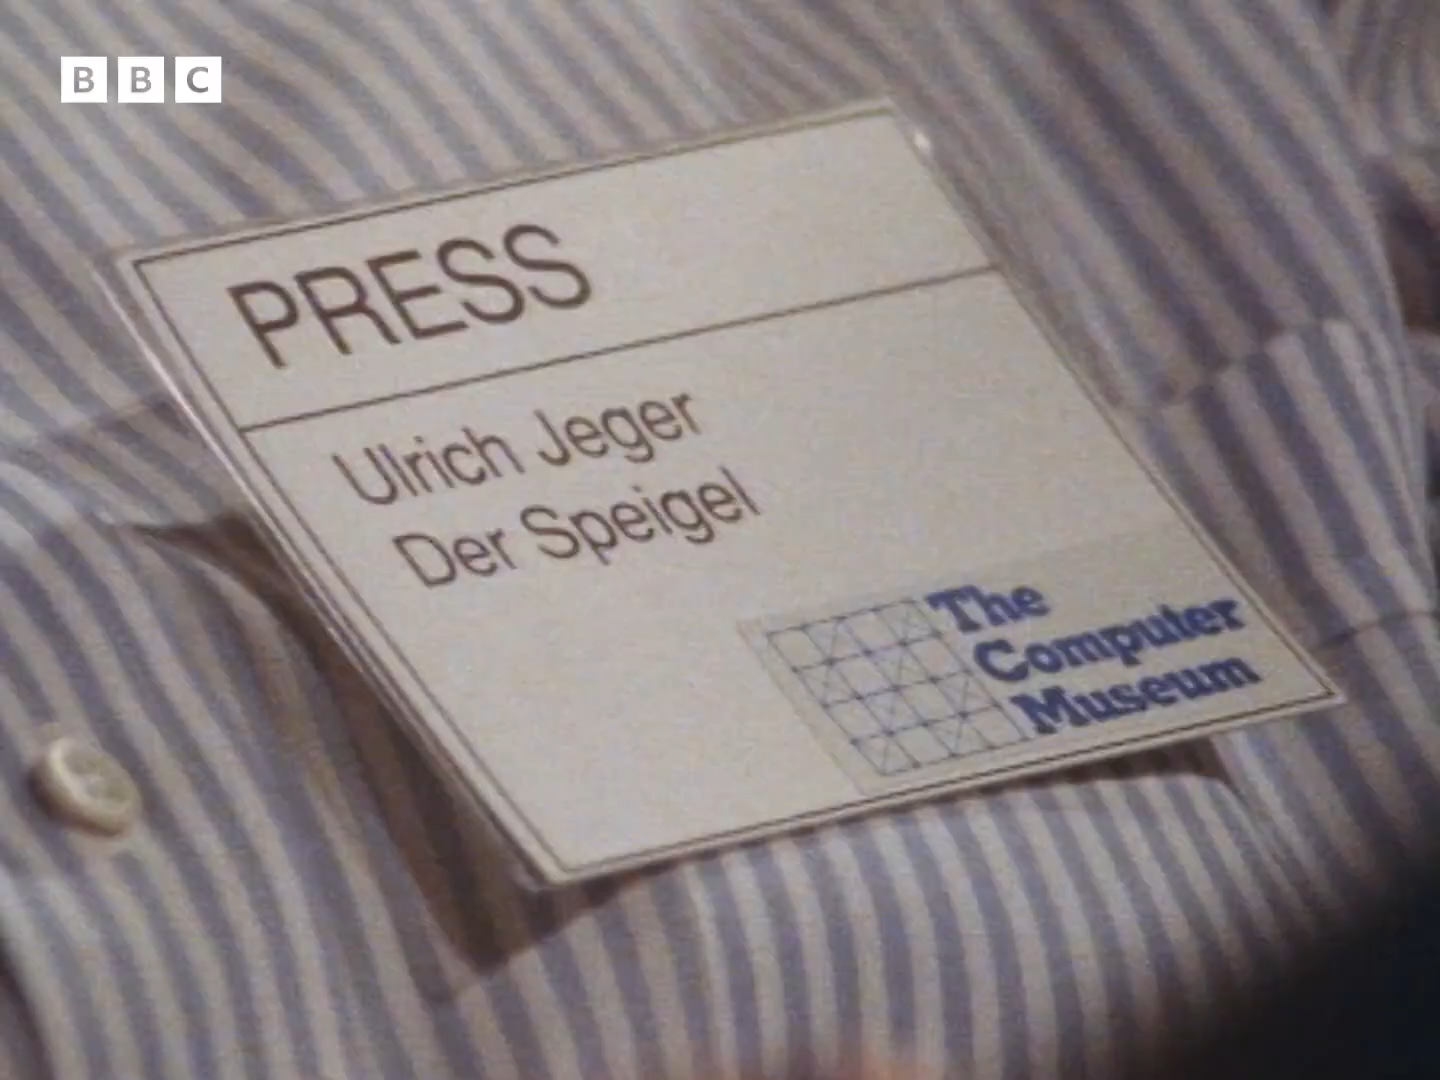 BBC
PRESS
Ulrich Jeger
Der Speigel
The
Computer
Museum